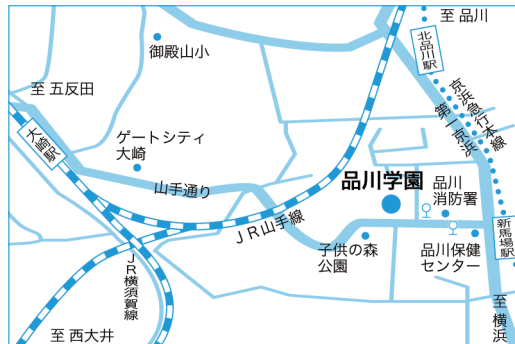 至 品川
御殿山小
北品川駅
至 五反田
京浜急行本線
第一京浜
大崎駅
ゲートシティ
大崎
山手通り
品川学園
品川
消防署
JR山手線
新馬場駅
子供の森
公園
品川保健
センター
JR横須賀線
至 横浜
至 西大井